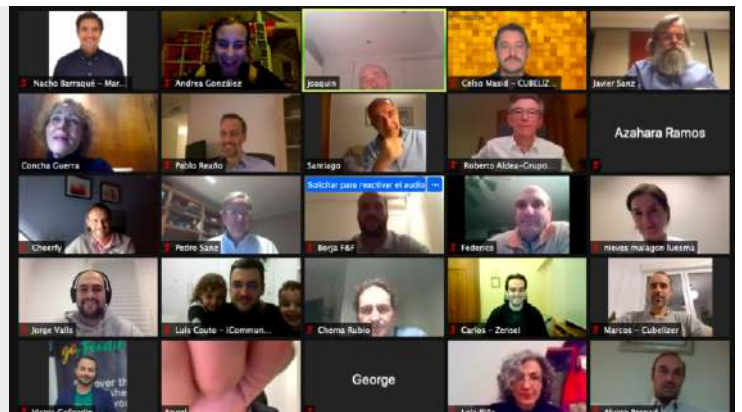 Nacho Barraqué - Mar...
Andrea González
joaquin
Celso Masid - CUBELIZ...
Javier Sanz
Concha Guerra
Pablo Reaño
Santiago
Roberto Aldea-Grupo...
Azahara Ramos
Solicitar para reactivar el audio
...
Cheerfy
Pedro Sanz
Borja F&F
Federico
nieves malagon luesma
Jorge Valls
Luis Couto - iCommun...
Chema Rubio
Carlos - Zensei
Marcos - Cubelizer
go
Foodie
George